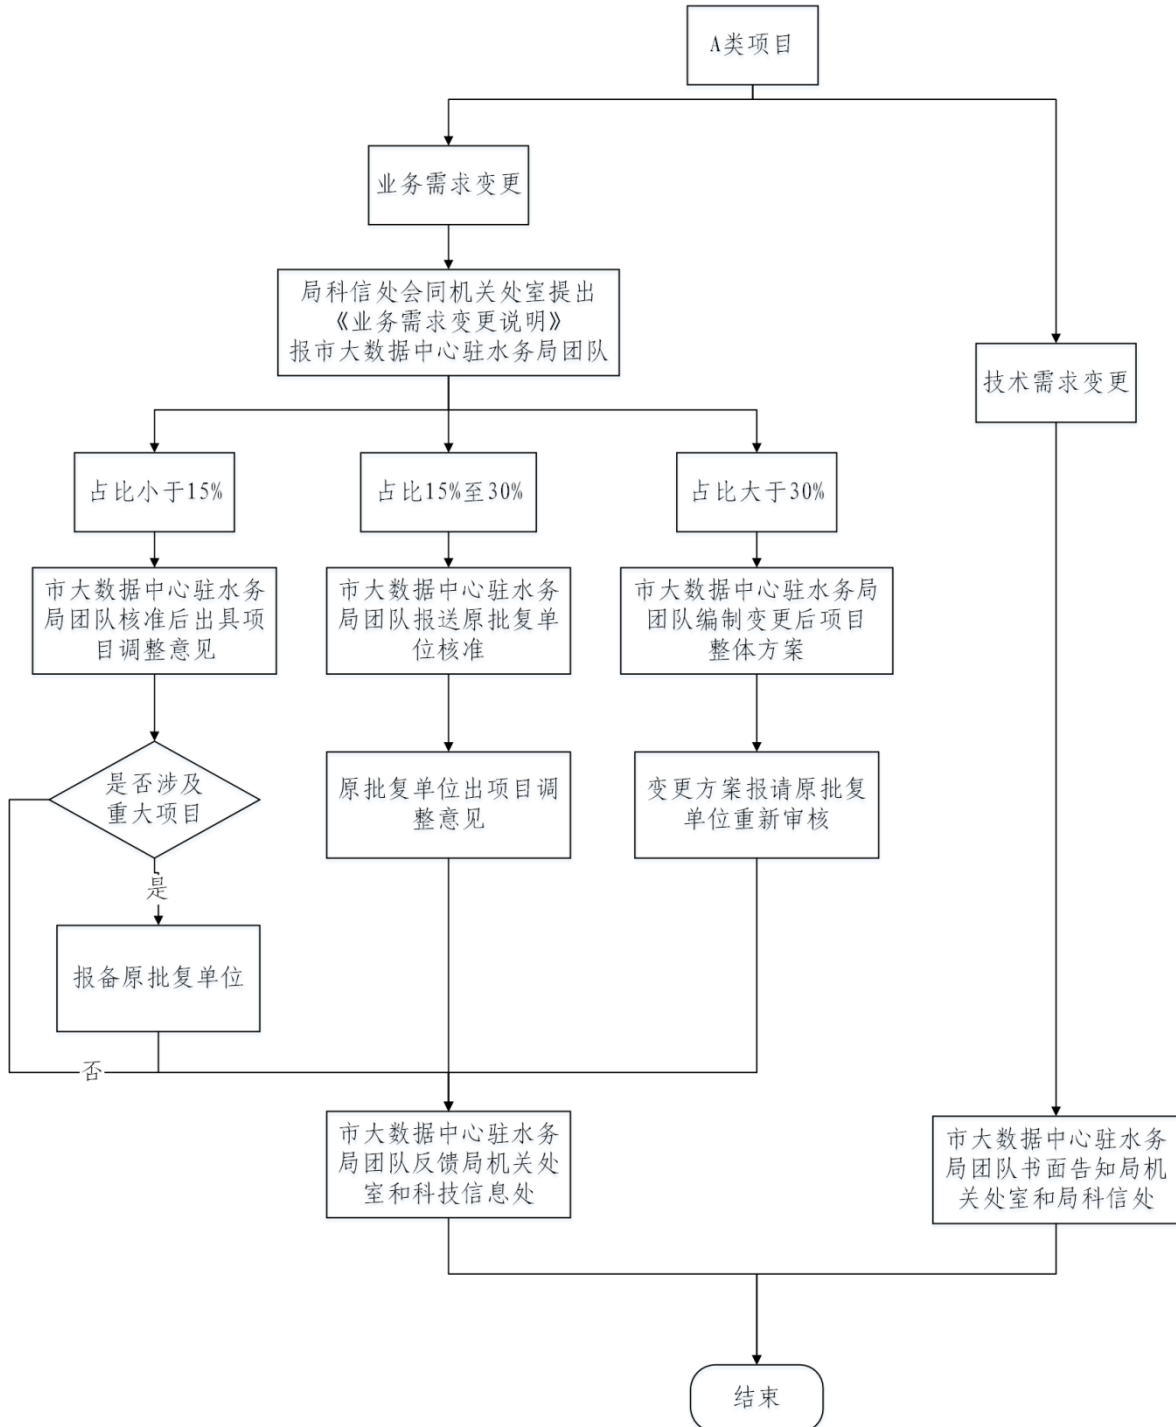 A类项目
业务需求变更
局科信处会同机关处室提出
《业务需求变更说明》
报市大数据中心驻水务局团队
技术需求变更
占比小于15%
占比15%至30%
占比大于30%
市大数据中心驻水务
局团队核准后出具项
目调整意见
市大数据中心驻水务
局团队报送原批复单
位核准
市大数据中心驻水务局
团队编制变更后项目
整体方案
是否涉及
重大项目
原批复单位出项目调
整意见
变更方案报请原批复
单位重新审核
是
报备原批复单位
否
市大数据中心驻水务
局团队反馈局机关处
室和科技信息处
市大数据中心驻水务
局团队书面告知局机
关处室和局科信处
结束